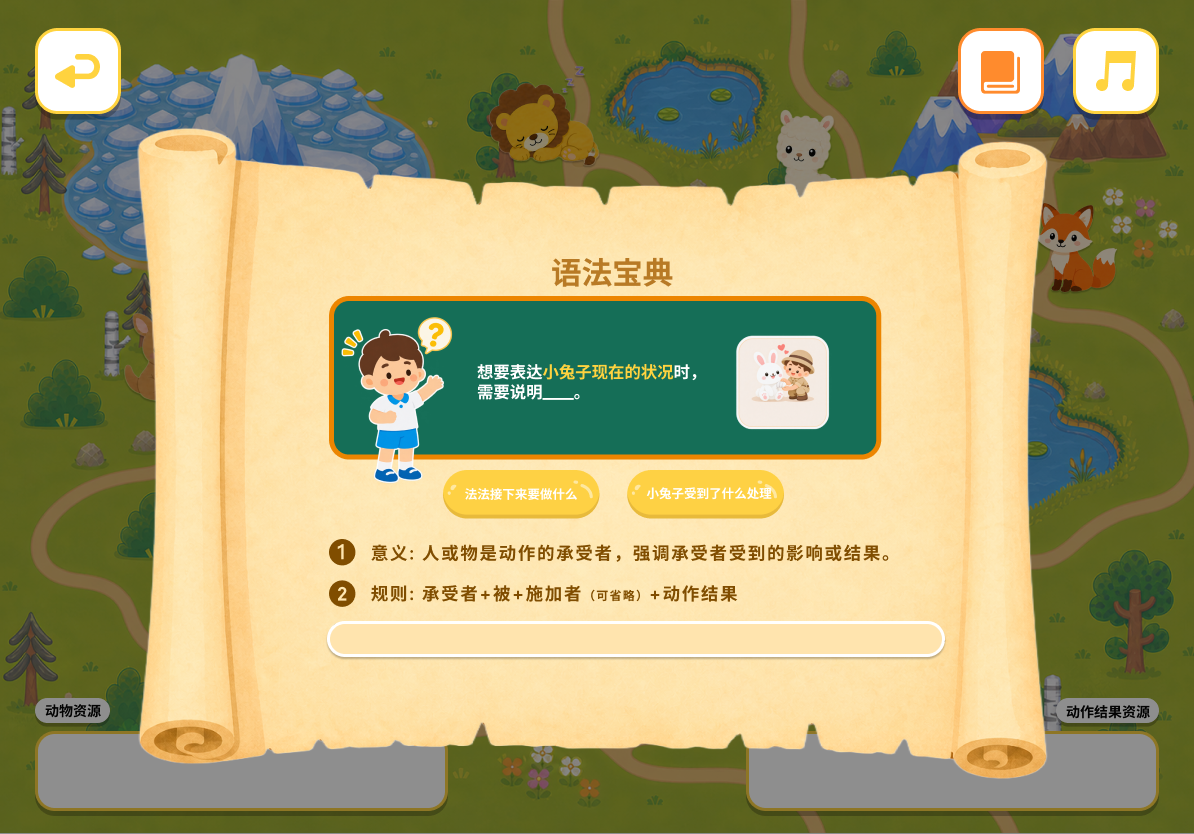 语法宝典
?
想要表达小兔子现在的状况时，
需要说明____。
法法接下来要做什么
小兔子受到了什么处理
1 意义: 人或物是动作的承受者，强调承受者受到的影响或结果。
2 规则: 承受者+被+施加者（可省略）+动作结果
动物资源
动作结果资源